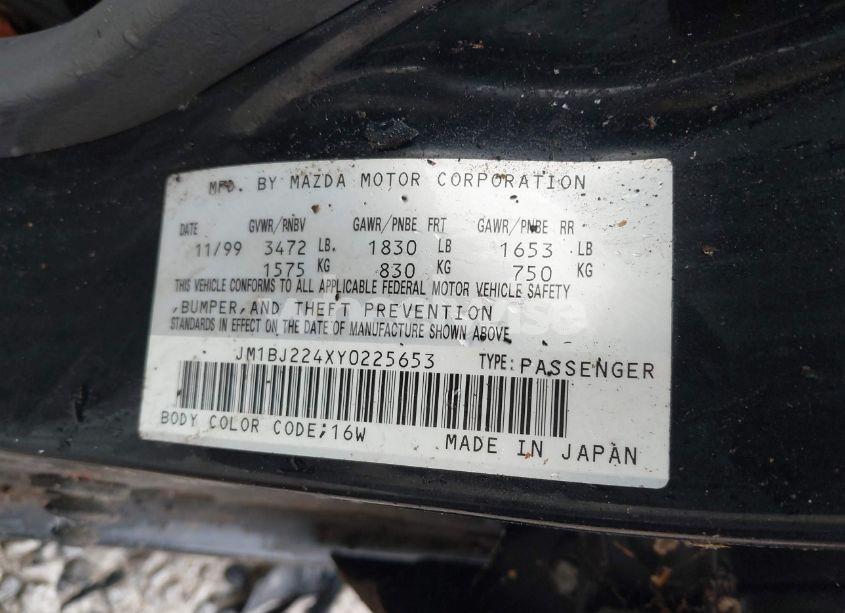 MFD. BY MAZDA MOTOR CORPORATION
DATE GVWR/PNBV GAWR/PNBE FRT GAWR/PNBE RR
11/99 3472 LB. 1830 LB 1653 LB
1575 KG 830 KG 750 KG
THIS VEHICLE CONFORMS TO ALL APPLICABLE FEDERAL MOTOR VEHICLE SAFETY
,BUMPER,AND THEFT PREVENTION
STANDARDS IN EFFECT ON THE DATE OF MANUFACTURE SHOWN ABOVE.
JM1BJ224XY0225653 TYPE:PASSENGER
BODY COLOR CODE;16W MADE IN JAPAN